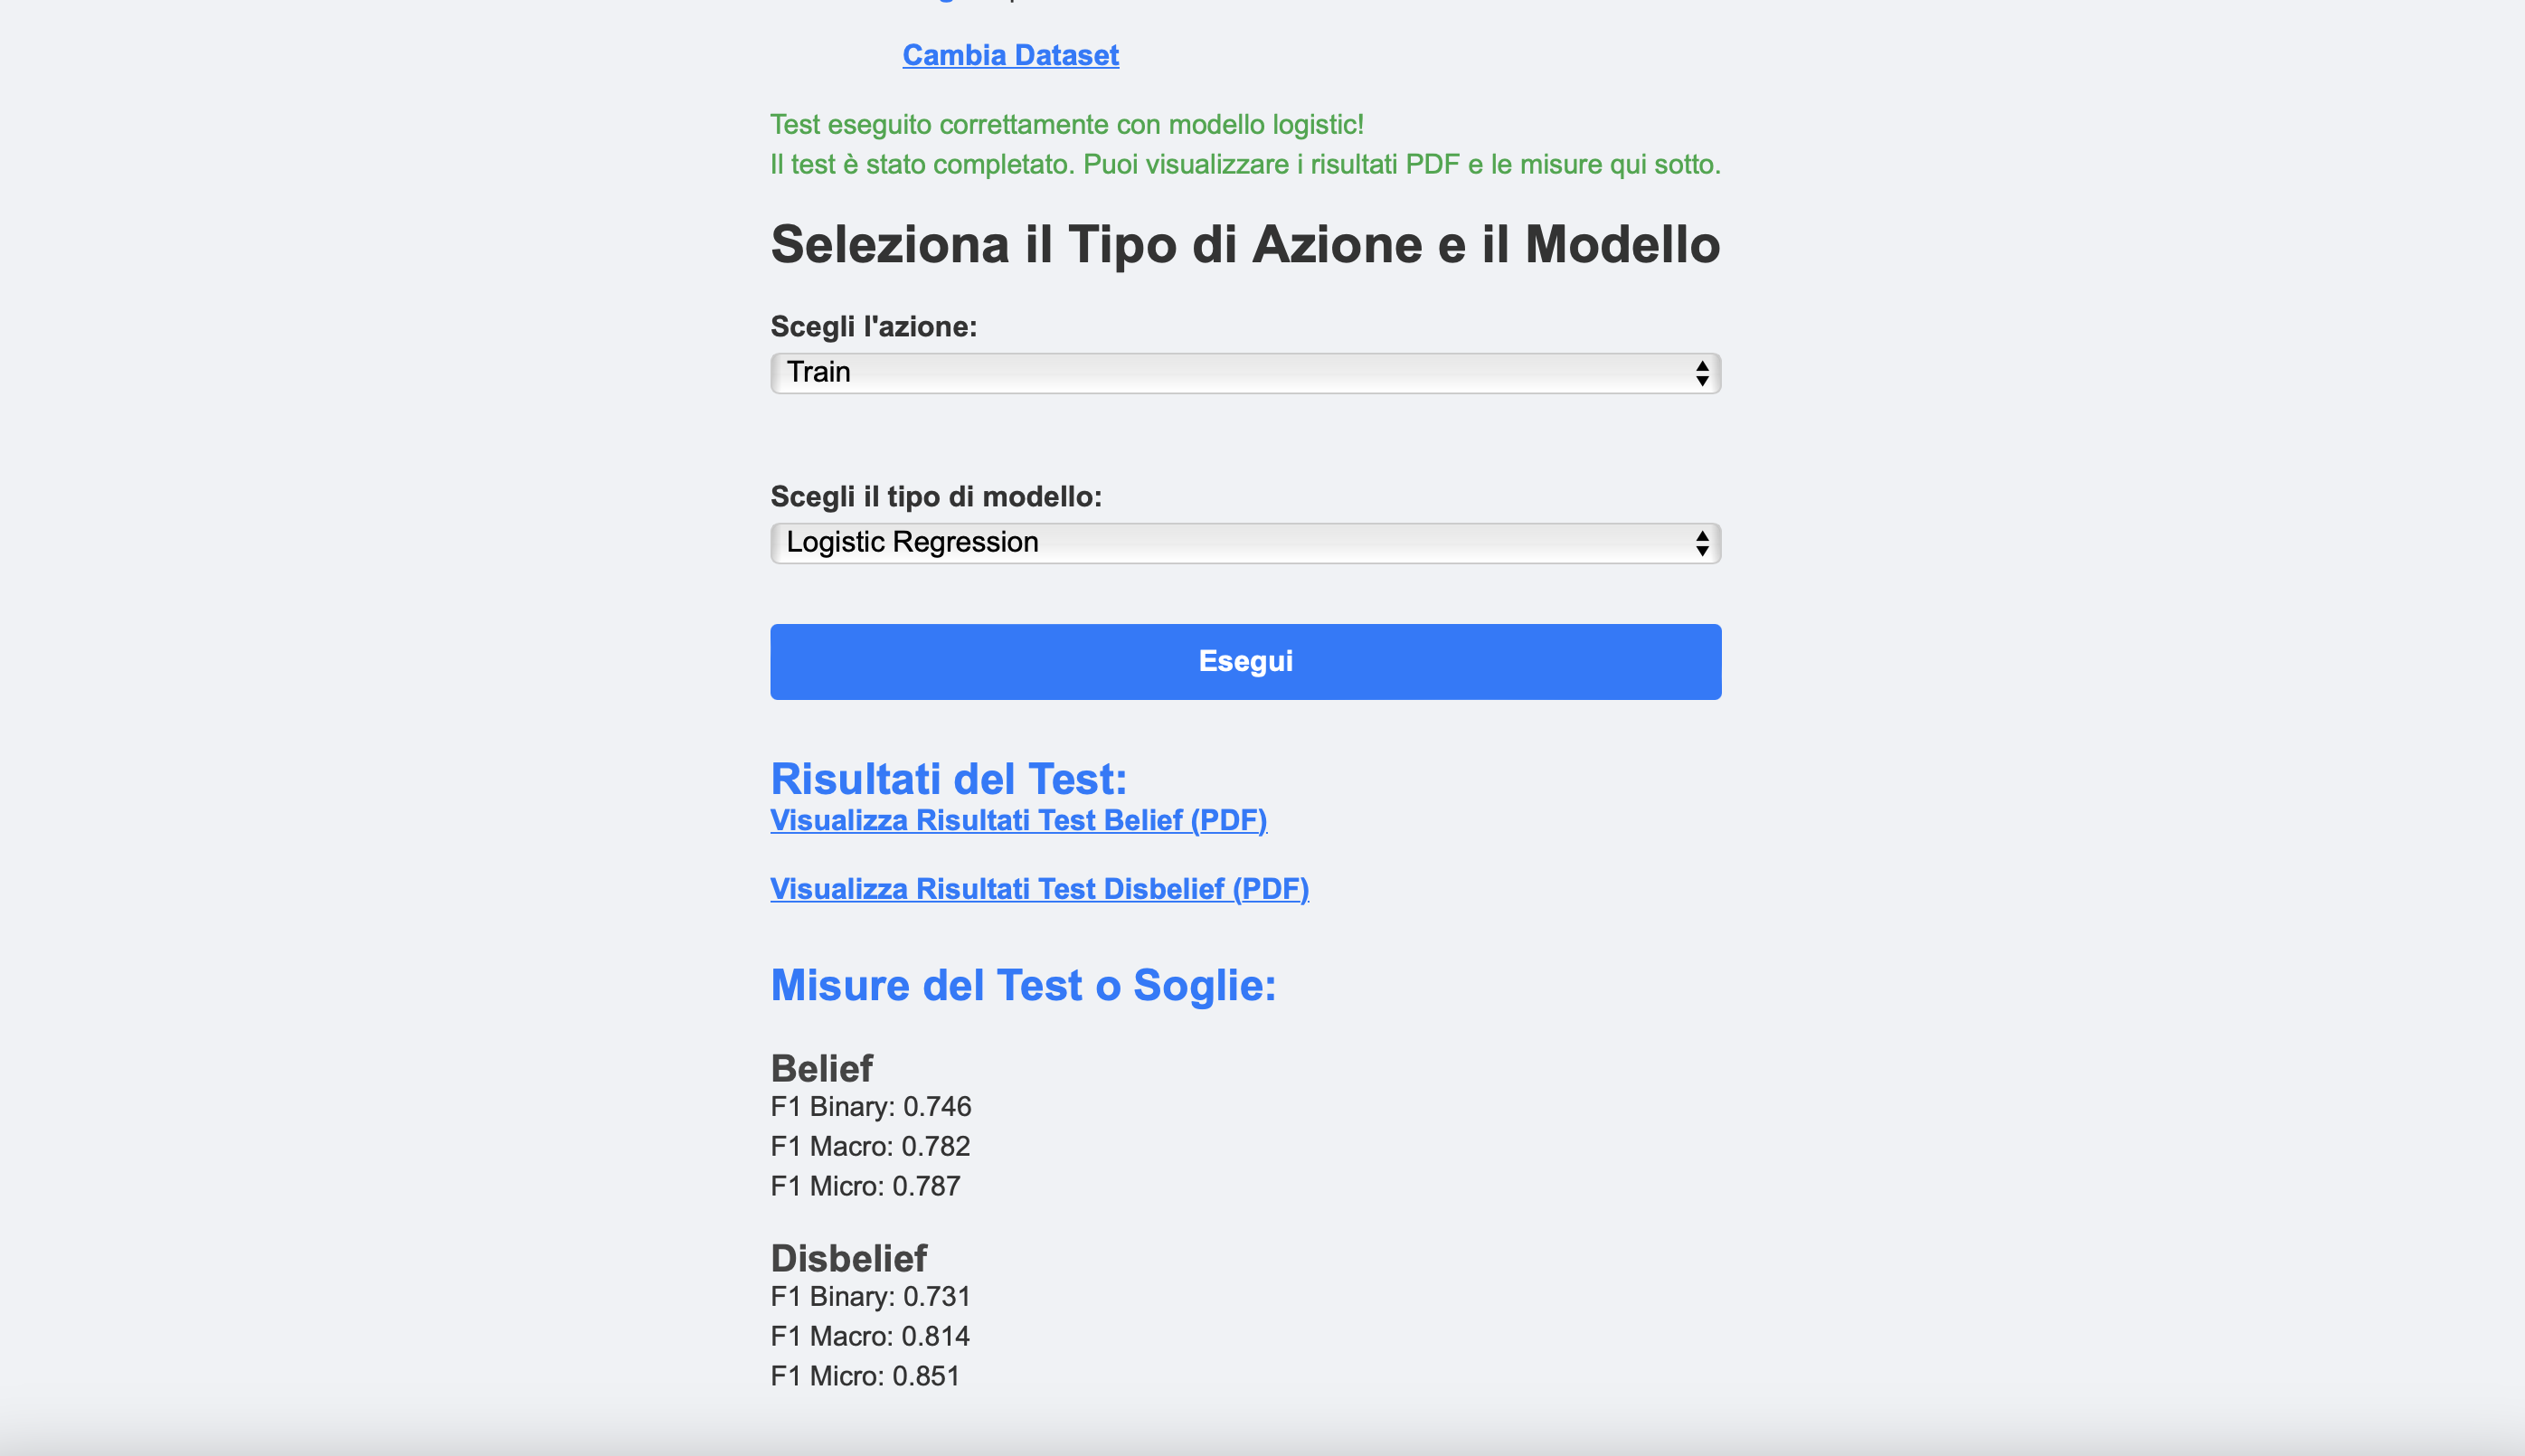 Cambia Dataset
Test eseguito correttamente con modello logistic!
Il test è stato completato. Puoi visualizzare i risultati PDF e le misure qui sotto.
Seleziona il Tipo di Azione e il Modello
Scegli l'azione:
Train
Scegli il tipo di modello:
Logistic Regression
Esegui
Risultati del Test:
Visualizza Risultati Test Belief (PDF)
Visualizza Risultati Test Disbelief (PDF)
Misure del Test o Soglie:
Belief
F1 Binary: 0.746
F1 Macro: 0.782
F1 Micro: 0.787
Disbelief
F1 Binary: 0.731
F1 Macro: 0.814
F1 Micro: 0.851